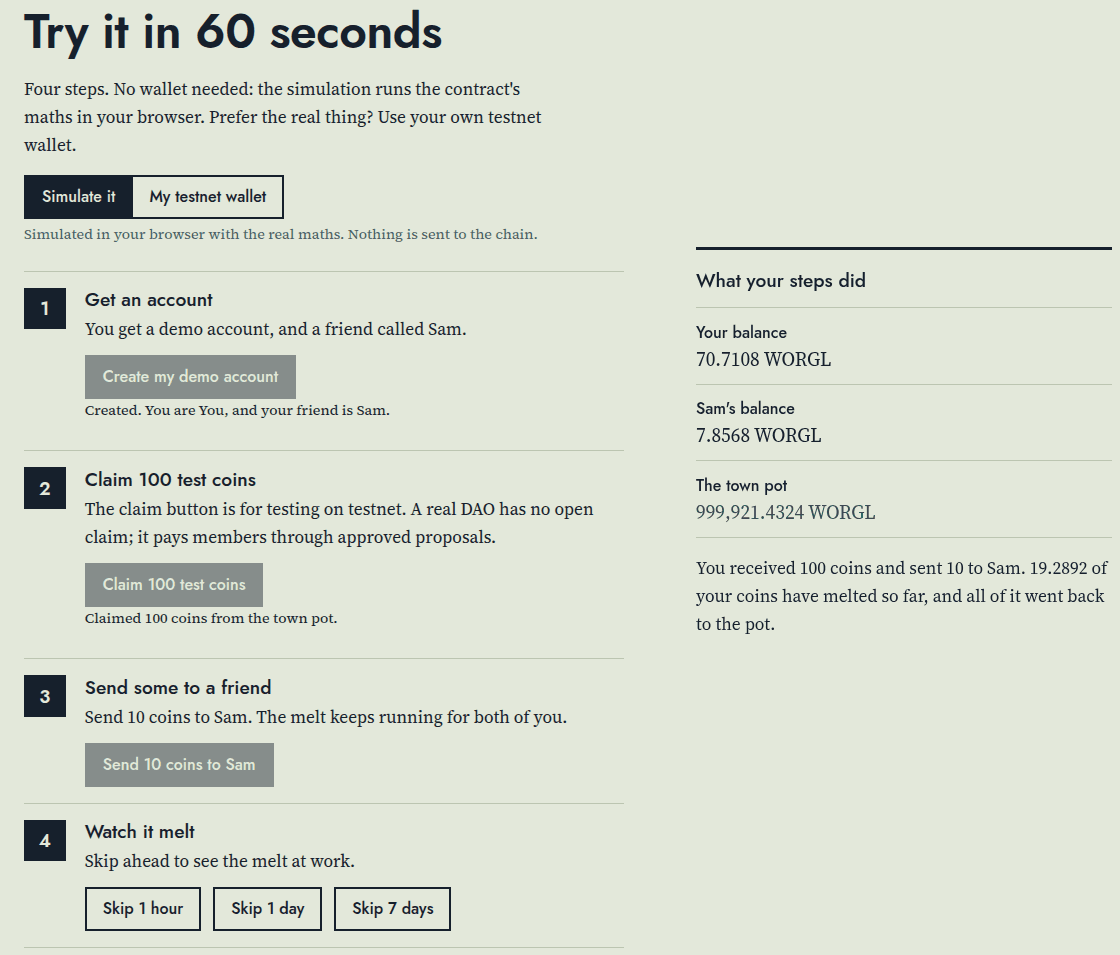 Try it in 60 seconds
Four steps. No wallet needed: the simulation runs the contract's
maths in your browser. Prefer the real thing? Use your own testnet
wallet.
Simulate it
My testnet wallet
Simulated in your browser with the real maths. Nothing is sent to the chain.
1
Get an account
You get a demo account, and a friend called Sam.
Create my demo account
Created. You are You, and your friend is Sam.
2
Claim 100 test coins
The claim button is for testing on testnet. A real DAO has no open
claim; it pays members through approved proposals.
Claim 100 test coins
Claimed 100 coins from the town pot.
3
Send some to a friend
Send 10 coins to Sam. The melt keeps running for both of you.
Send 10 coins to Sam
4
Watch it melt
Skip ahead to see the melt at work.
Skip 1 hour
Skip 1 day
Skip 7 days
What your steps did
Your balance
70.7108 WORGL
Sam's balance
7.8568 WORGL
The town pot
999,921.4324 WORGL
You received 100 coins and sent 10 to Sam. 19.2892 of
your coins have melted so far, and all of it went back
to the pot.